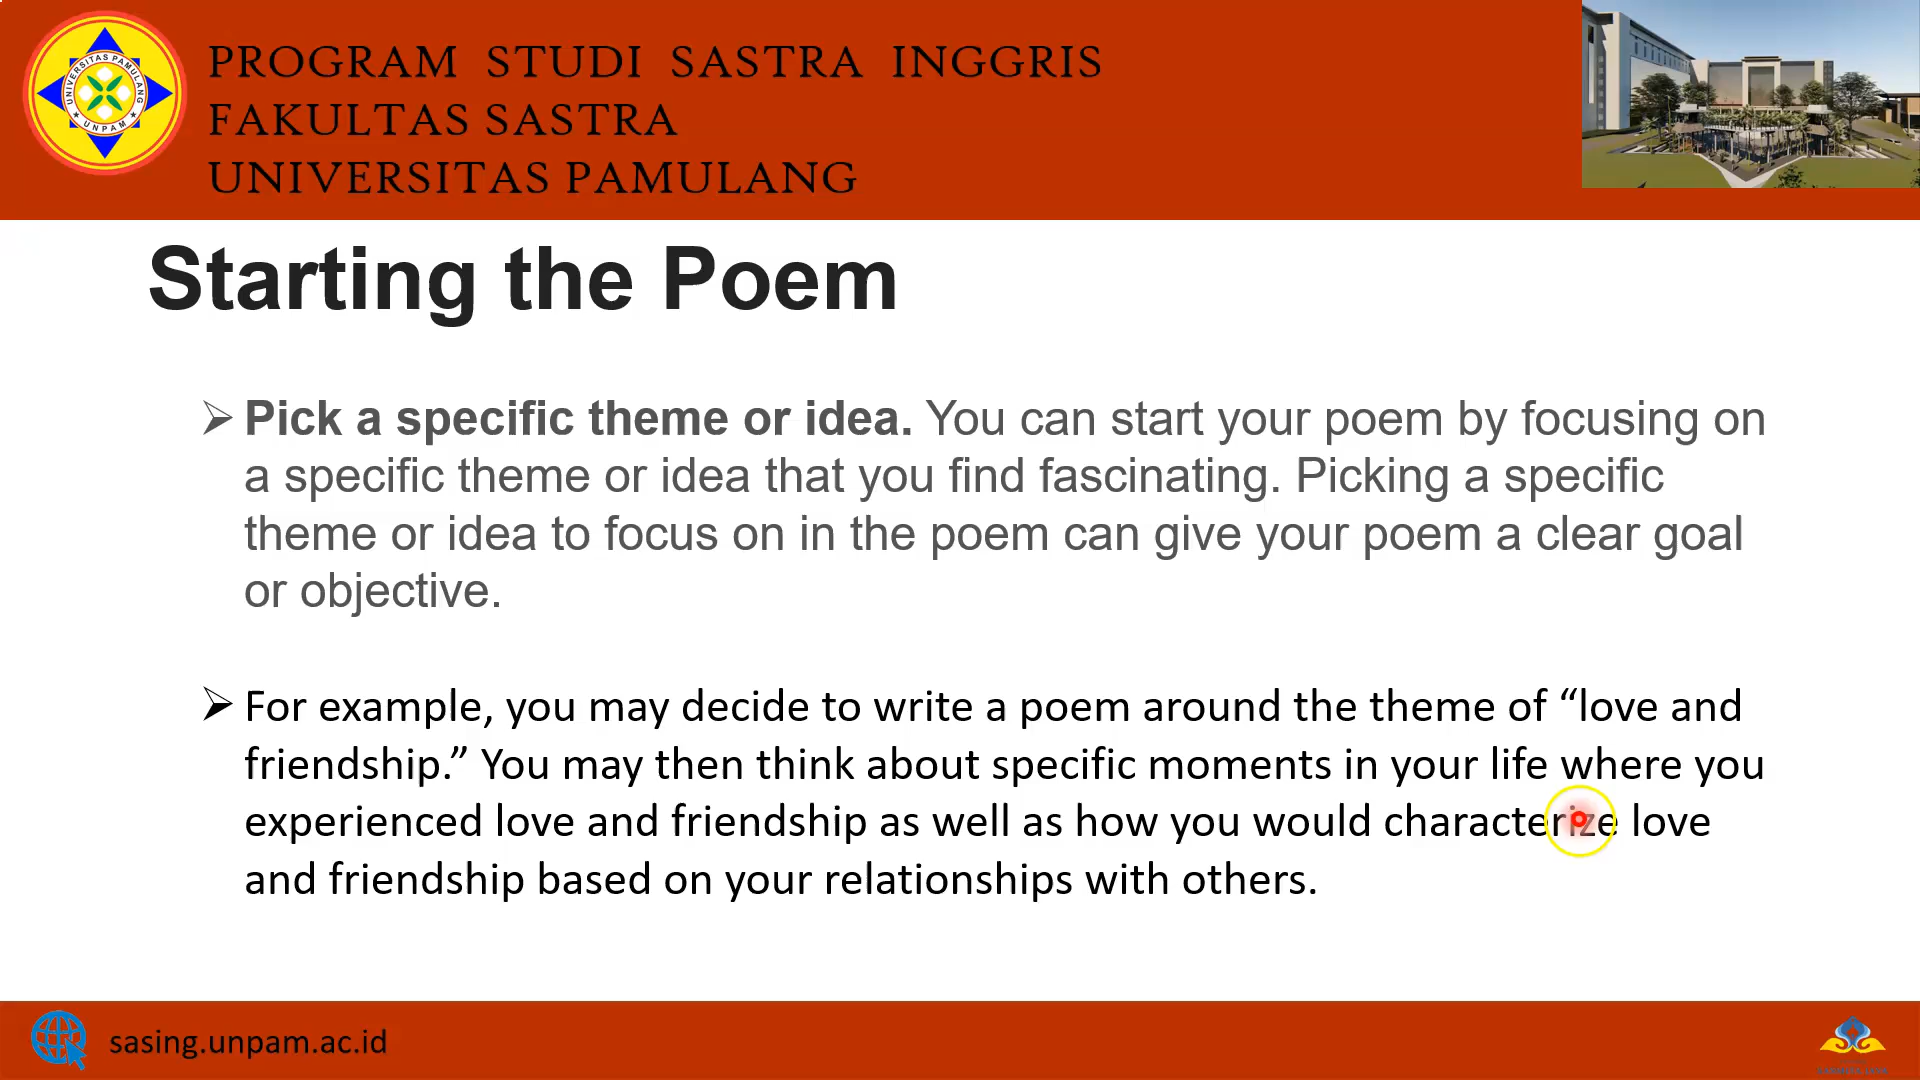 PROGRAM STUDI SASTRA INGGRIS
FAKULTAS SASTRA
UNIVERSITAS PAMULANG
UNIVERSITAS PAMULANG
UNPAM
Starting the Poem
➢ Pick a specific theme or idea. You can start your poem by focusing on
a specific theme or idea that you find fascinating. Picking a specific
theme or idea to focus on in the poem can give your poem a clear goal
or objective.
➢ For example, you may decide to write a poem around the theme of “love and
friendship.” You may then think about specific moments in your life where you
experienced love and friendship as well as how you would characterize love
and friendship based on your relationships with others.
sasing.unpam.ac.id